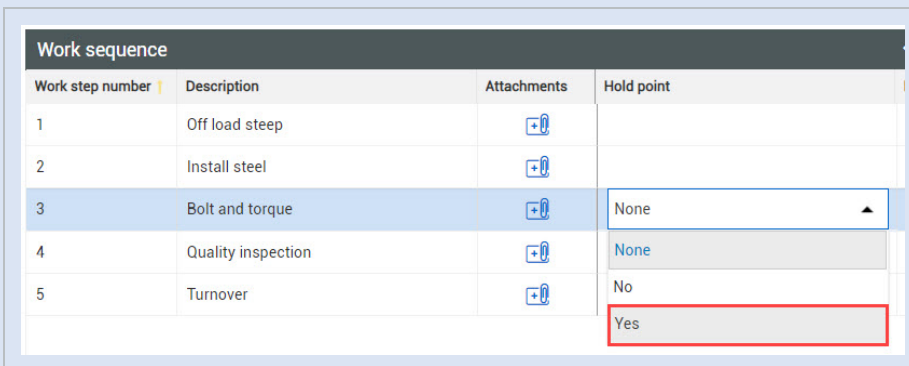 Work sequence
Work step number Description Attachments Hold point
1 Off load steep
2 Install steel
3 Bolt and torque None
4 Quality inspection None
No
5 Turnover
Yes